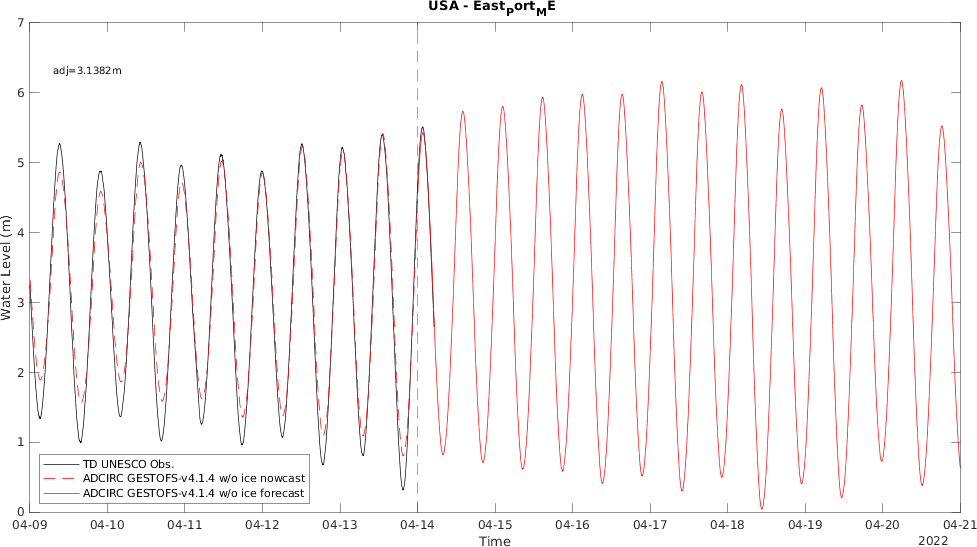 USA - EastPortME
7
adj=3.1382m
6
5
4
Water Level (m)
3
2
1
TD UNESCO Obs.
ADCIRC GESTOFS-v4.1.4 w/o ice nowcast
ADCIRC GESTOFS-v4.1.4 w/o ice forecast
0
04-09 04-10 04-11 04-12 04-13 04-14 04-15 04-16 04-17 04-18 04-19 04-20 04-21
Time 2022